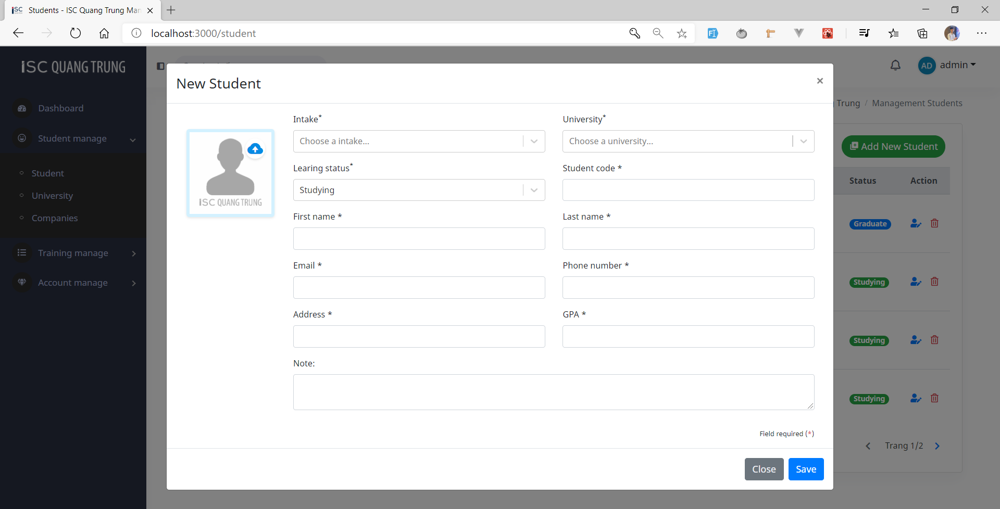 Students - ISC Quang Trung Man
localhost:3000/student
ISC QUANG TRUNG
Dashboard
Student manage
Student
University
Companies
Training manage
Account manage
AD admin
Trung / Management Students
Add New Student
Status Action
Graduate
Studying
Studying
Studying
Trang 1/2
New Student
×
ISC QUANG TRUNG
Intake*
Choose a intake...
University*
Choose a university...
Learing status*
Studying
Student code *
First name *
Last name *
Email *
Phone number *
Address *
GPA *
Note:
Field required (*)
Close Save